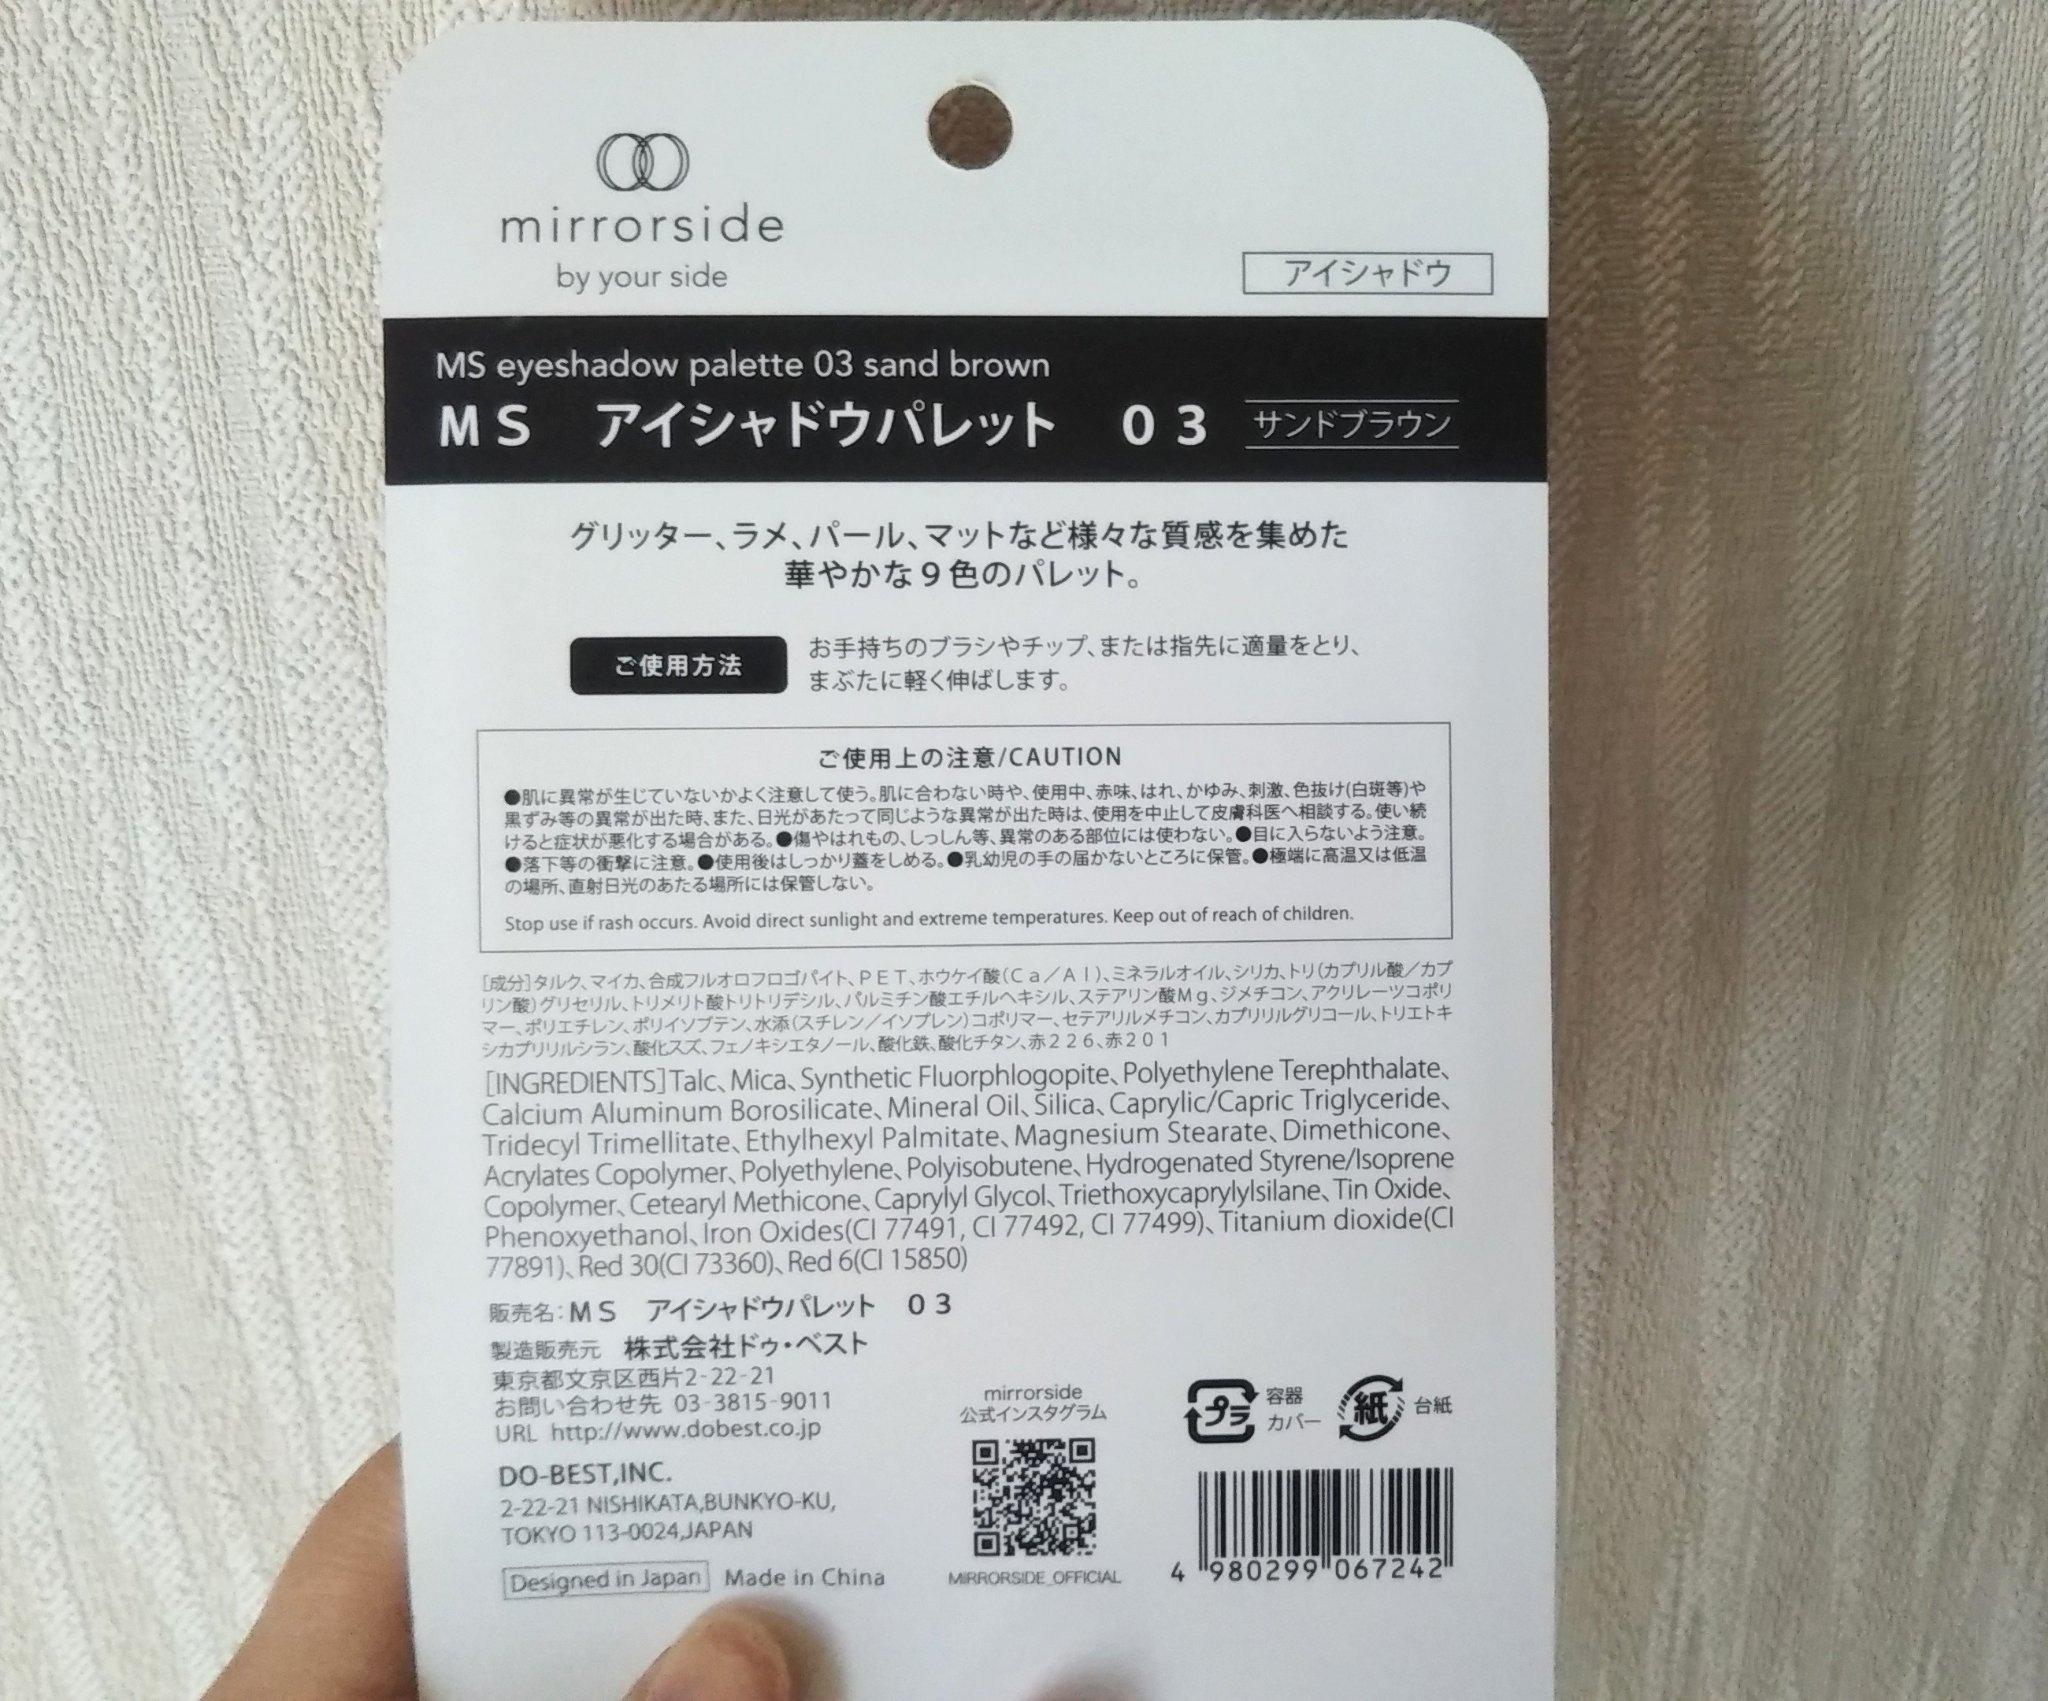 mirrorside
by your side
アイシャドウ
MS eyeshadow palette 03 sand brown
ＭＳ　アイシャドウパレット　０３ サンドブラウン
グリッター、ラメ、パール、マットなど様々な質感を集めた
華やかな９色のパレット。
ご使用方法
お手持ちのブラシやチップ、または指先に適量をとり、
まぶたに軽く伸ばします。
ご使用上の注意/CAUTION
●肌に異常が生じていないかよく注意して使う。肌に合わない時や、使用中、赤味、はれ、かゆみ、刺激、色抜け(白斑等)や
黒ずみ等の異常が出た時、また、日光があたって同じような異常が出た時は、使用を中止して皮膚科医へ相談する。使い続
けると症状が悪化する場合がある。●傷やはれもの、しっしん等、異常のある部位には使わない。●目に入らないよう注意。
●落下等の衝撃に注意。●使用後はしっかり蓋をしめる。●乳幼児の手の届かないところに保管。●極端に高温又は低温
の場所、直射日光のあたる場所には保管しない。
Stop use if rash occurs. Avoid direct sunlight and extreme temperatures. Keep out of reach of children.
[成分]タルク、マイカ、合成フルオロフロゴパイト、ＰＥＴ、ホウケイ酸（Ｃａ／Ａｌ）、ミネラルオイル、シリカ、トリ（カプリル酸／カプ
リン酸）グリセリル、トリメリト酸トリトリデシル、パルミチン酸エチルヘキシル、ステアリン酸Ｍｇ、ジメチコン、アクリレーツコポリ
マー、ポリエチレン、ポリイソブテン、水添（スチレン／イソプレン）コポリマー、セテアリルメチコン、カプリリルグリコール、トリエトキ
シカプリリルシラン、酸化スズ、フェノキシエタノール、酸化鉄、酸化チタン、赤２２６、赤２０１
[INGREDIENTS]Talc、Mica、Synthetic Fluorphlogopite、Polyethylene Terephthalate、
Calcium Aluminum Borosilicate、Mineral Oil、Silica、Caprylic/Capric Triglyceride、
Tridecyl Trimellitate、Ethylhexyl Palmitate、Magnesium Stearate、Dimethicone、
Acrylates Copolymer、Polyethylene、Polyisobutene、Hydrogenated Styrene/Isoprene
Copolymer、Cetearyl Methicone、Caprylyl Glycol、Triethoxycaprylylsilane、Tin Oxide、
Phenoxyethanol、Iron Oxides(CI 77491, CI 77492, CI 77499)、Titanium dioxide(CI
77891)、Red 30(CI 73360)、Red 6(CI 15850)
販売名：ＭＳ　アイシャドウパレット　０３
製造販売元　株式会社ドゥ・ベスト
東京都文京区西片2-22-21
お問い合わせ先 03-3815-9011
URL http://www.dobest.co.jp
DO-BEST,INC.
2-22-21 NISHIKATA,BUNKYO-KU,
TOKYO 113-0024,JAPAN
Designed in Japan Made in China
mirrorside
公式インスタグラム
MIRRORSIDE_OFFICIAL
プラ 容器
カバー
紙 台紙
4 980299 067242